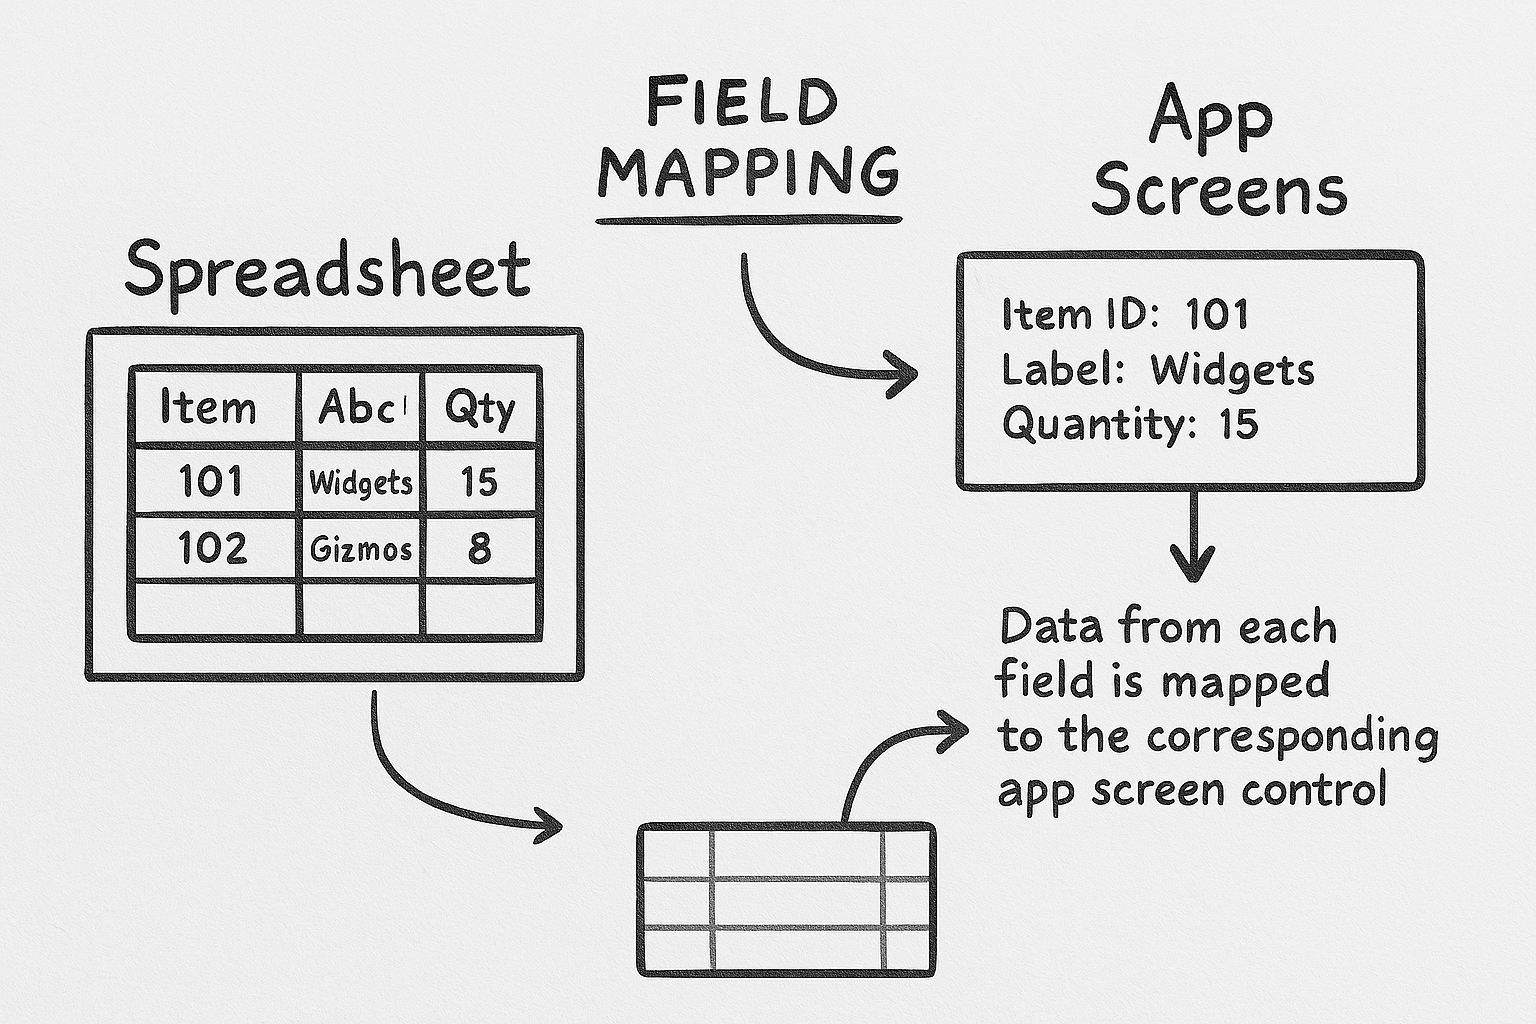 FIELD
MAPPING
App
Screens
Spreadsheet
Item Abc Qty
101 Widgets 15
102 Gizmos 8
Item ID: 101
Label: Widgets
Quantity: 15
Data from each
field is mapped
to the corresponding
app screen control